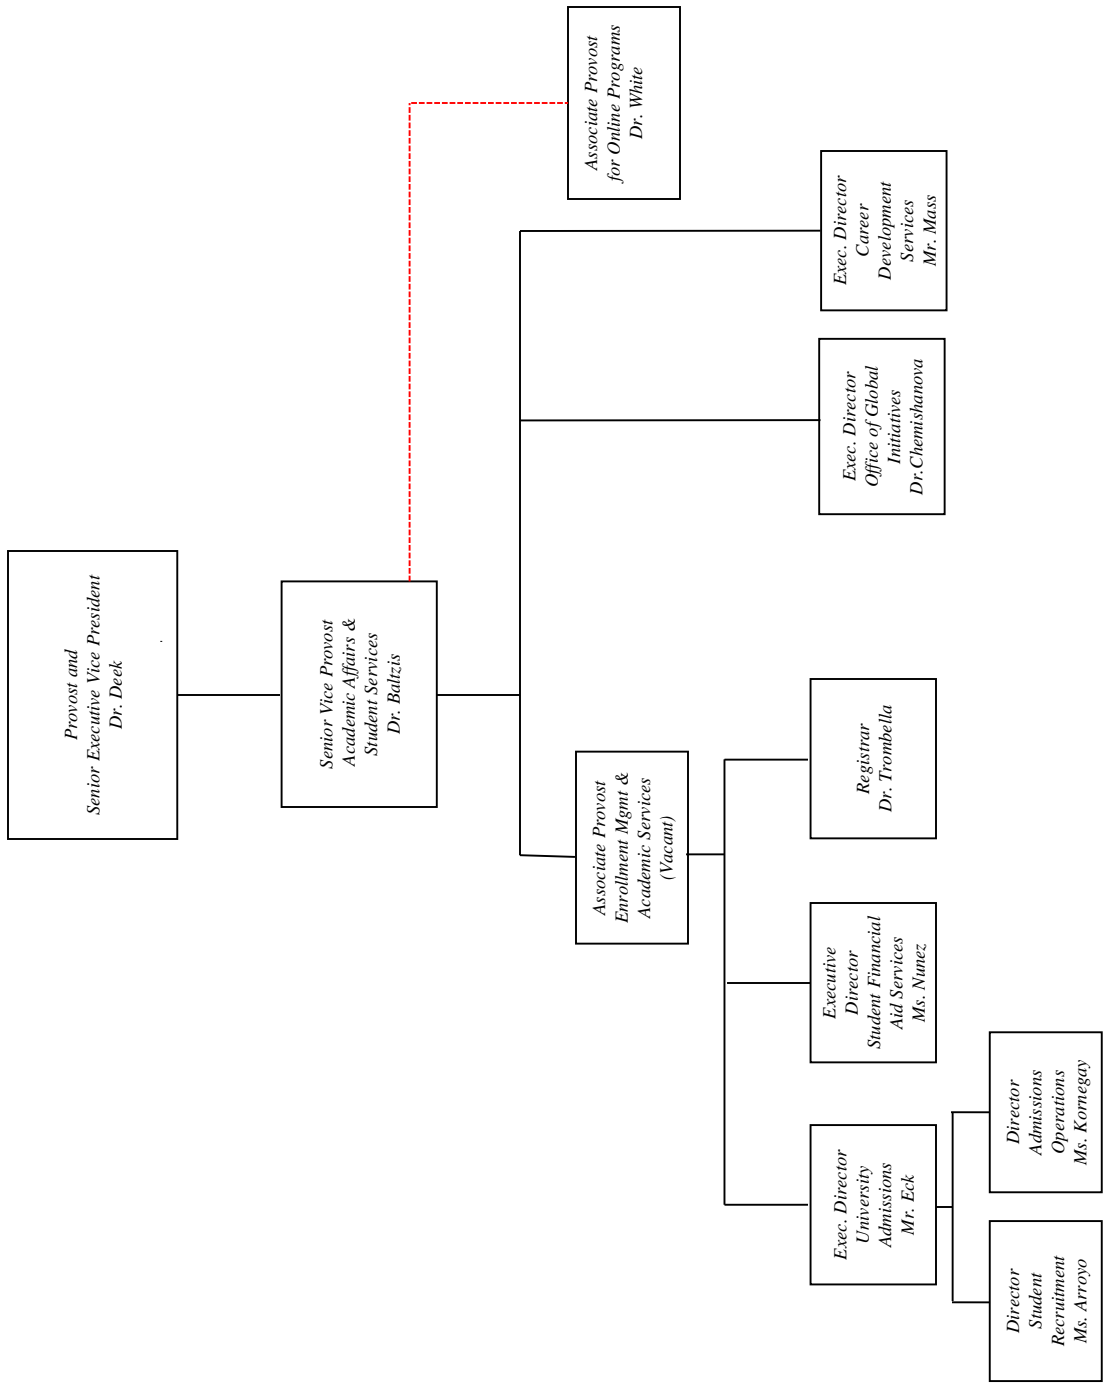 Provost and
Senior Executive Vice President
Dr. Deek
Senior Vice Provost
Academic Affairs &
Student Services
Dr. Baltzis
Associate Provost
Enrollment Mgmt &
Academic Services
(Vacant)
Associate Provost
for Online Programs
Dr. White
Exec. Director
University
Admissions
Mr. Eck
Executive
Director
Student Financial
Aid Services
Ms. Nunez
Registrar
Dr. Trombella
Exec. Director
Office of Global
Initiatives
Dr.Chemishanova
Exec. Director
Career
Development
Services
Mr. Mass
Director
Student
Recruitment
Ms. Arroyo
Director
Admissions
Operations
Ms. Kornegay